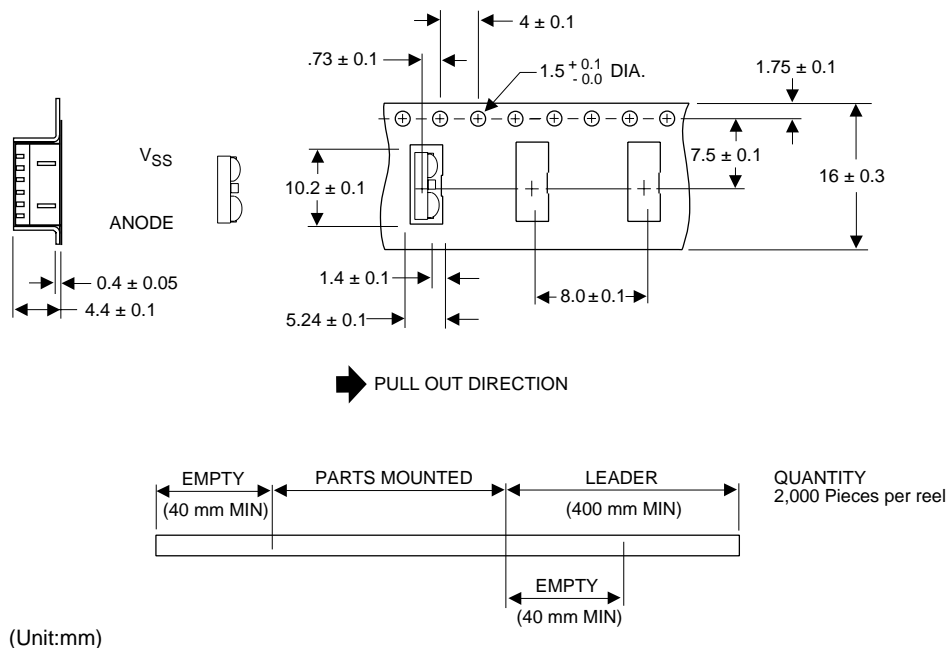 4 ± 0.1
.73 ± 0.1
1.5 + 0.1 - 0.0 DIA.
1.75 ± 0.1
VSS
7.5 ± 0.1
16 ± 0.3
10.2 ± 0.1
ANODE
0.4 ± 0.05
1.4 ± 0.1
8.0 ± 0.1
4.4 ± 0.1
5.24 ± 0.1
PULL OUT DIRECTION
EMPTY
(40 mm MIN)
PARTS MOUNTED
LEADER
(400 mm MIN)
QUANTITY
2,000 Pieces per reel
EMPTY
(40 mm MIN)
(Unit:mm)